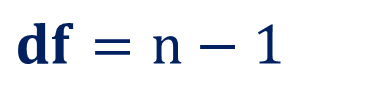 df = n − 1